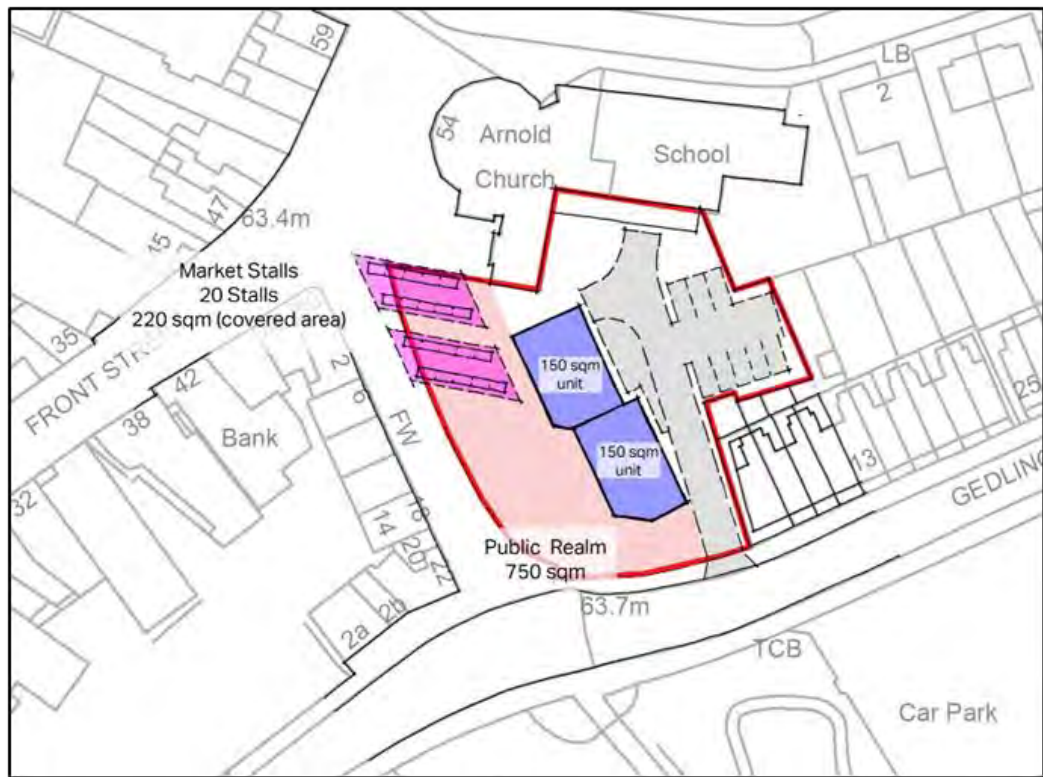 59
LB
2
54
Arnold
Church
School
47
63.4m
45
Market Stalls
20 Stalls
220 sqm (covered area)
35
FRONT STR
42
38
Bank
32
2
6
FW
150 sqm
unit
150 sqm
unit
14
18
20
22
2a
2b
Public Realm
750 sqm
13
25
GEDLING
63.7m
TCB
Car Park